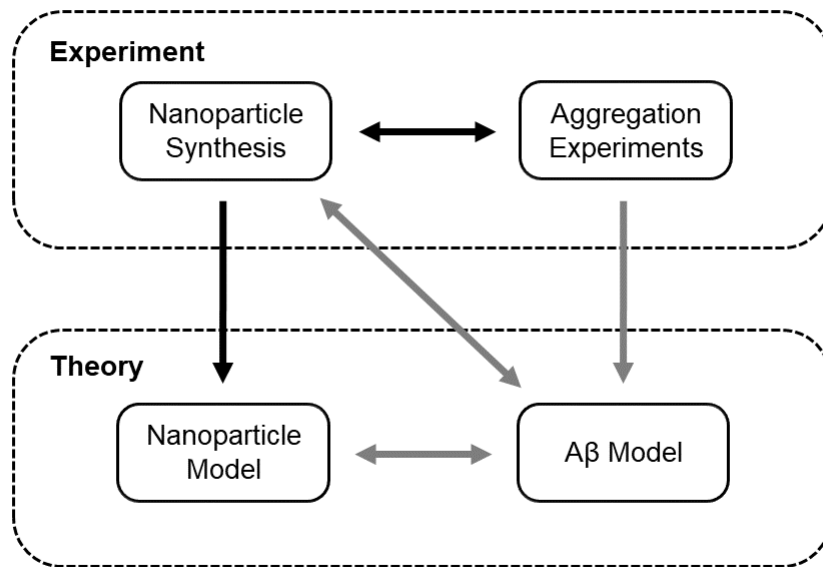 Experiment
Nanoparticle
Synthesis
Aggregation
Experiments
Theory
Nanoparticle
Model
Aβ Model